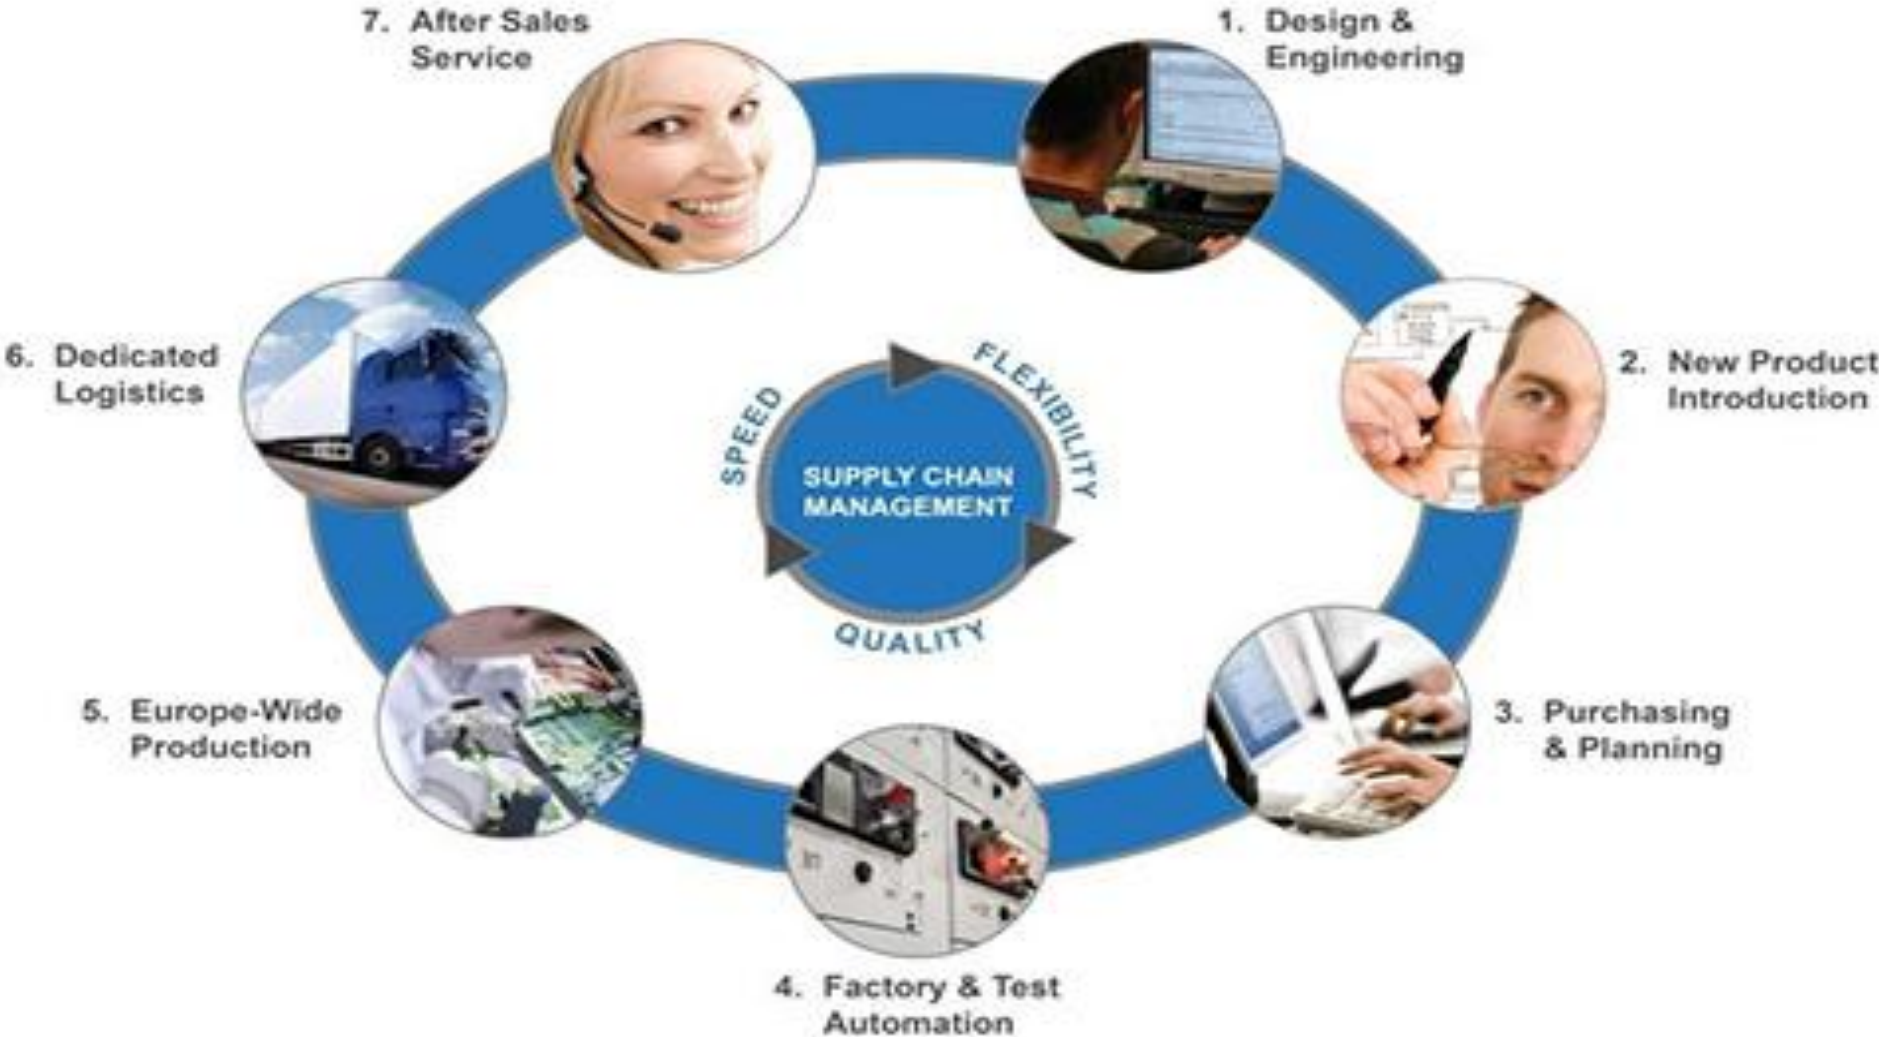 7. After Sales
Service
1. Design &
Engineering
6. Dedicated
Logistics
2. New Product
Introduction
SPEED
FLEXIBILITY
SUPPLY CHAIN
MANAGEMENT
QUALITY
5. Europe-Wide
Production
3. Purchasing
& Planning
4. Factory & Test
Automation